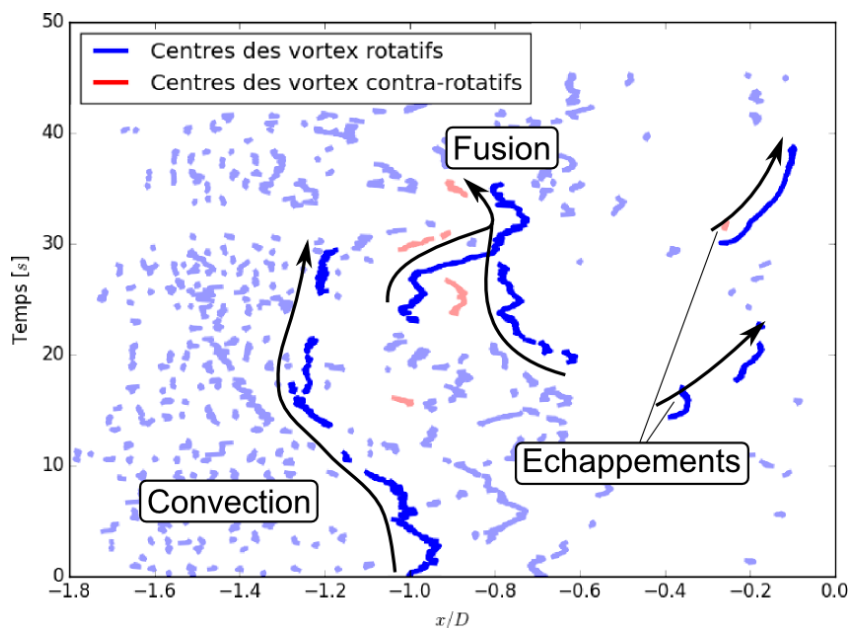 50
40
30
20
10
0
Temps [s]
Centres des vortex rotatifs
Centres des vortex contra-rotatifs
Fusion
Echappements
Convection
−1.8 −1.6 −1.4 −1.2 −1.0 −0.8 −0.6 −0.4 −0.2 0.0
x/D